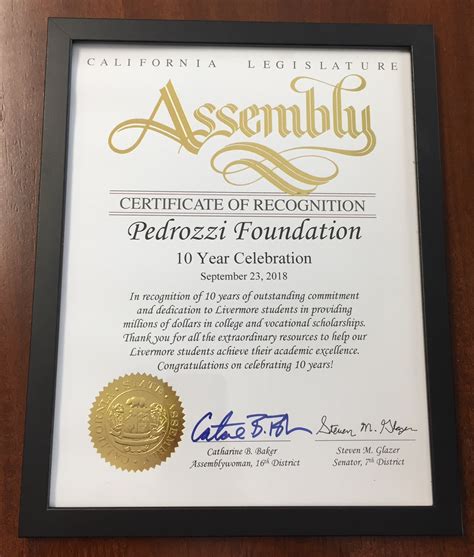 CALIFORNIA LEGISLATURE
Assembly
CERTIFICATE OF RECOGNITION
Pedrozzi Foundation
10 Year Celebration
September 23, 2018
In recognition of 10 years of outstanding commitment
and dedication to Livermore students in providing
millions of dollars in college and vocational scholarships.
Thank you for all the extraordinary resources to help our
Livermore students achieve their academic excellence.
Congratulations on celebrating 10 years!
Catharine B. Baker
Assemblywoman, 16th District
Steven M. Glazer
Steven M. Glazer
Senator, 7th District